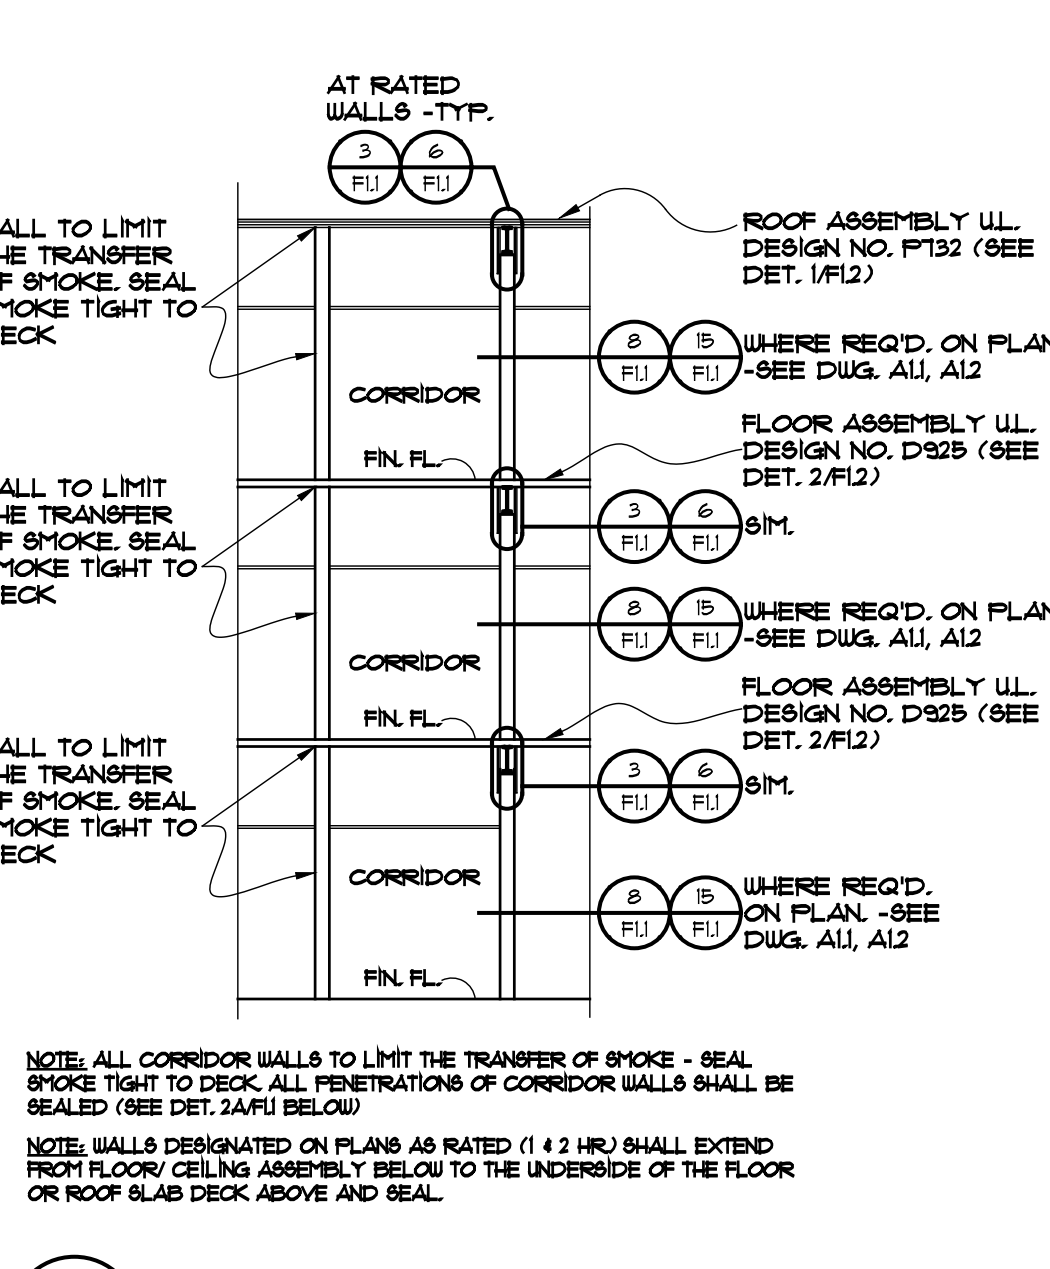 AT RATED
WALLS -TYP.
3 6
F1.1 F1.1
ALL TO LIMIT
HE TRANSFER
F SMOKE. SEAL
MOKE TIGHT TO
ECK
ROOF ASSEMBLY U.L.
DESIGN NO. P732 (SEE
DET. 1/F1.2)
8 15
F1.1 F1.1
WHERE REQ'D. ON PLAN
-SEE DWG. A1.1, A1.2
CORRIDOR
FLOOR ASSEMBLY U.L.
DESIGN NO. D925 (SEE
DET. 2/F1.2)
FIN. FL.
ALL TO LIMIT
HE TRANSFER
F SMOKE. SEAL
MOKE TIGHT TO
ECK
3 6
F1.1 F1.1
SIM.
8 15
F1.1 F1.1
WHERE REQ'D. ON PLAN
-SEE DWG. A1.1, A1.2
CORRIDOR
FLOOR ASSEMBLY U.L.
DESIGN NO. D925 (SEE
DET. 2/F1.2)
FIN. FL.
ALL TO LIMIT
HE TRANSFER
F SMOKE. SEAL
MOKE TIGHT TO
ECK
3 6
F1.1 F1.1
SIM.
CORRIDOR
8 15
F1.1 F1.1
WHERE REQ'D.
ON PLAN. -SEE
DWG. A1.1, A1.2
FIN. FL.
NOTE: ALL CORRIDOR WALLS TO LIMIT THE TRANSFER OF SMOKE - SEAL
SMOKE TIGHT TO DECK. ALL PENETRATIONS OF CORRIDOR WALLS SHALL BE
SEALED (SEE DET. 2A/F1.1 BELOW)
NOTE: WALLS DESIGNATED ON PLANS AS RATED (1 & 2 HR.) SHALL EXTEND
FROM FLOOR/ CEILING ASSEMBLY BELOW TO THE UNDERSIDE OF THE FLOOR
OR ROOF SLAB DECK ABOVE AND SEAL.